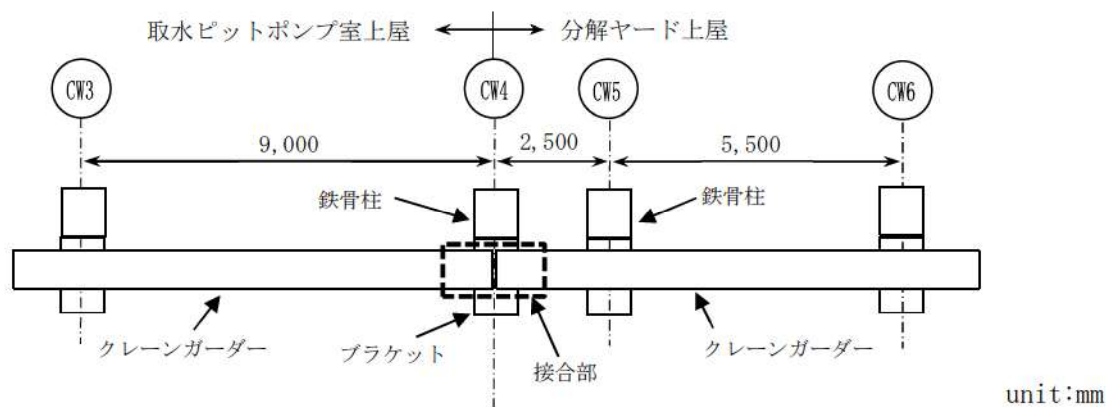 取水ピットポンプ室上屋
分解ヤード上屋
CW3
CW4
CW5
CW6
9,000
2,500
5,500
鉄骨柱
鉄骨柱
クレーンガーダー
ブラケット
接合部
クレーンガーダー
unit:mm